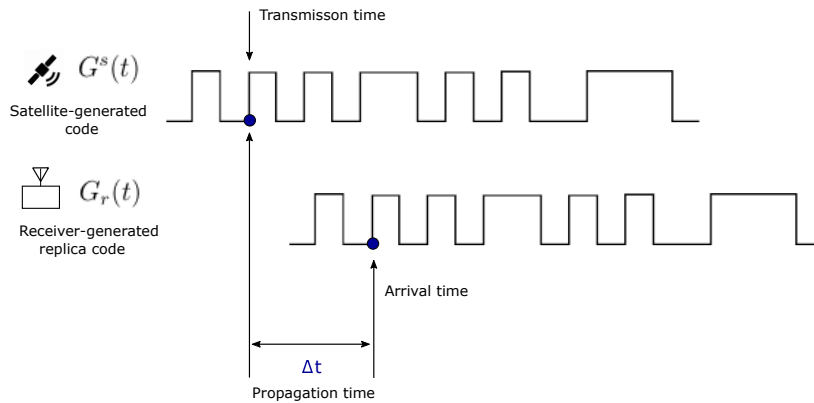 Transmisson time
G^s(t)
Satellite-generated
code
G_r(t)
Receiver-generated
replica code
Arrival time
Δt
Propagation time